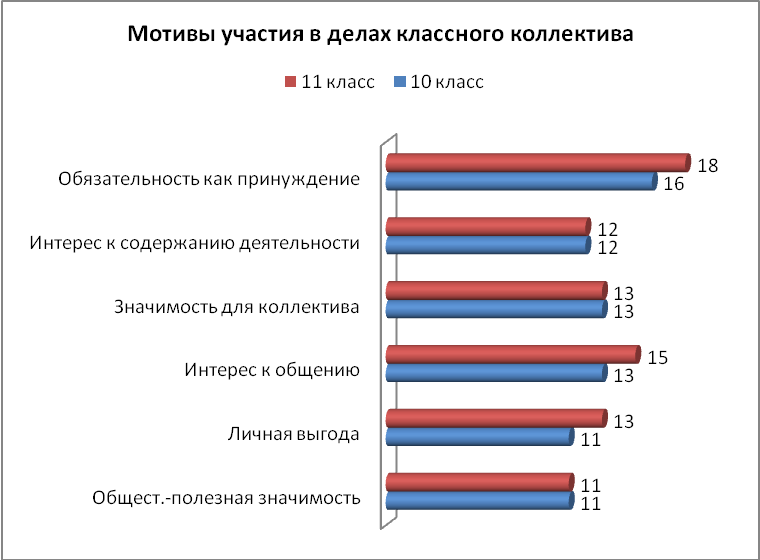 Мотивы участия в делах классного коллектива
11 класс 10 класс
Обязательность как принуждение
18
16
Интерес к содержанию деятельности
12
12
Значимость для коллектива
13
13
Интерес к общению
15
13
Личная выгода
13
11
Общест.-полезная значимость
11
11